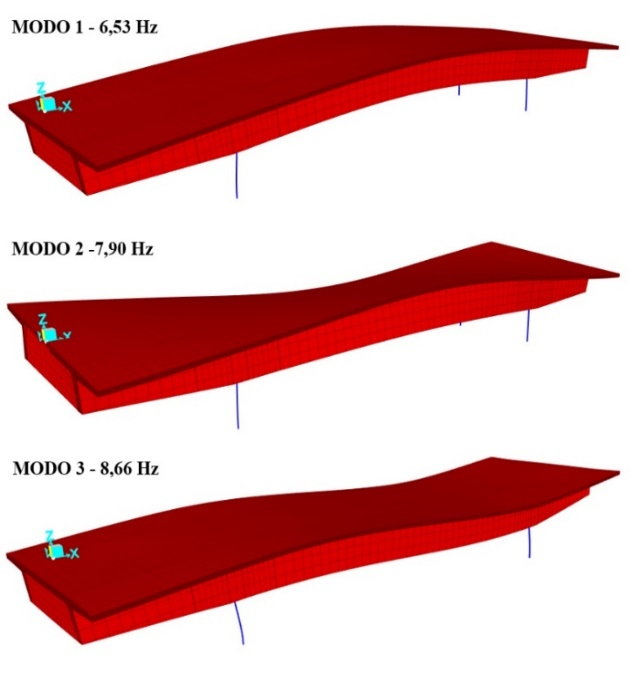 MODO 1 - 6,53 Hz
Z
X
MODO 2 -7,90 Hz
Z
MODO 3 - 8,66 Hz
Z
X